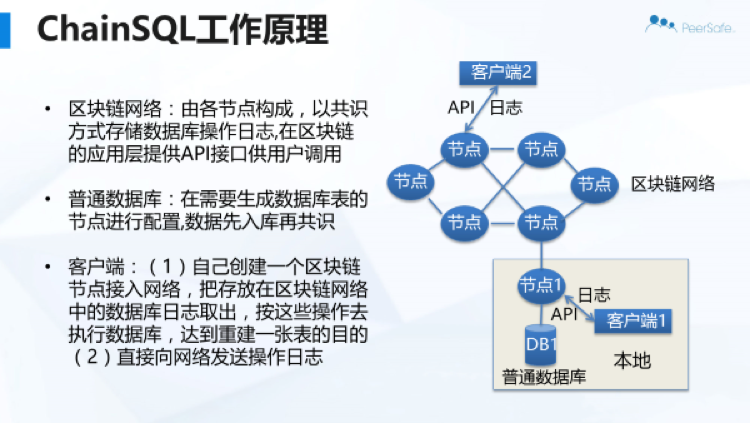 ChainSQL工作原理
PeerSafe
• 区块链网络：由各节点构成，以共识
方式存储数据库操作日志,在区块链
的应用层提供API接口供用户调用
• 普通数据库：在需要生成数据库表的
节点进行配置,数据先入库再共识
• 客户端：（1）自己创建一个区块链
节点接入网络，把存放在区块链网络
中的数据库日志取出，按这些操作去
执行数据库，达到重建一张表的目的
（2）直接向网络发送操作日志
客户端2
API 日志
节点 节点
节点 节点 区块链网络
节点 节点
节点1
日志
API
客户端1
DB1
本地
普通数据库